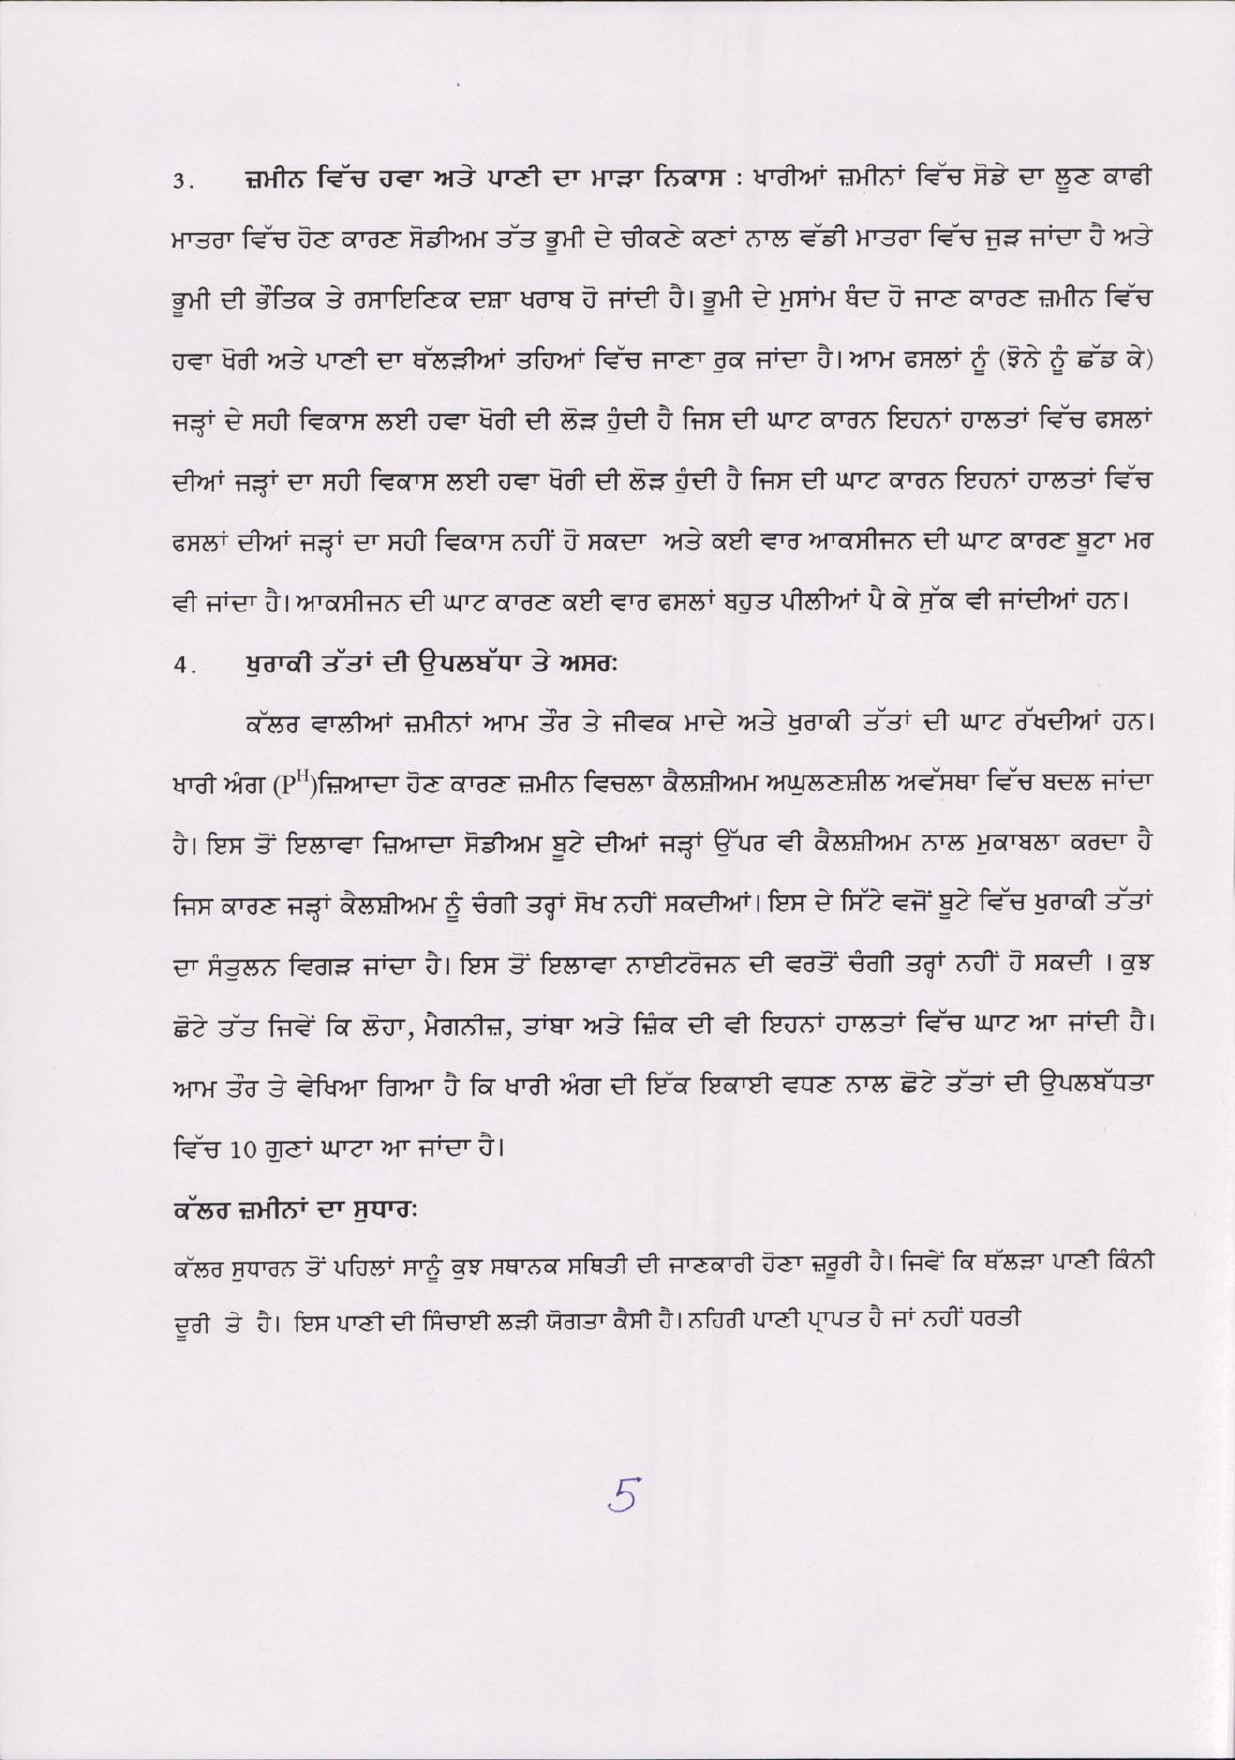 3. ਜ਼ਮੀਨ ਵਿੱਚ ਹਵਾ ਅਤੇ ਪਾਣੀ ਦਾ ਮਾੜਾ ਨਿਕਾਸ : ਖਾਰੀਆਂ ਜ਼ਮੀਨਾਂ ਵਿੱਚ ਸੋਡੇ ਦਾ ਲੂਣ ਕਾਫੀ
ਮਾਤਰਾ ਵਿੱਚ ਹੋਣ ਕਾਰਣ ਸੋਡੀਅਮ ਤੱਤ ਭੂਮੀ ਦੇ ਚੀਕਣੇ ਕਣਾਂ ਨਾਲ ਵੱਡੀ ਮਾਤਰਾ ਵਿੱਚ ਜੁੜ ਜਾਂਦਾ ਹੈ ਅਤੇ
ਭੂਮੀ ਦੀ ਭੌਤਿਕ ਤੇ ਰਸਾਇਣਿਕ ਦਸ਼ਾ ਖਰਾਬ ਹੋ ਜਾਂਦੀ ਹੈ। ਭੂਮੀ ਦੇ ਮੁਸਾਂਮ ਬੰਦ ਹੋ ਜਾਣ ਕਾਰਣ ਜ਼ਮੀਨ ਵਿੱਚ
ਹਵਾ ਖੋਰੀ ਅਤੇ ਪਾਣੀ ਦਾ ਥੱਲੜੀਆਂ ਤਹਿਆਂ ਵਿੱਚ ਜਾਣਾ ਰੁਕ ਜਾਂਦਾ ਹੈ। ਆਮ ਫਸਲਾਂ ਨੂੰ (ਝੋਨੇ ਨੂੰ ਛੱਡ ਕੇ)
ਜੜ੍ਹਾਂ ਦੇ ਸਹੀ ਵਿਕਾਸ ਲਈ ਹਵਾ ਖੋਰੀ ਦੀ ਲੋੜ ਹੁੰਦੀ ਹੈ ਜਿਸ ਦੀ ਘਾਟ ਕਾਰਨ ਇਹਨਾਂ ਹਾਲਤਾਂ ਵਿੱਚ ਫਸਲਾਂ
ਦੀਆਂ ਜੜ੍ਹਾਂ ਦਾ ਸਹੀ ਵਿਕਾਸ ਲਈ ਹਵਾ ਖੋਰੀ ਦੀ ਲੋੜ ਹੁੰਦੀ ਹੈ ਜਿਸ ਦੀ ਘਾਟ ਕਾਰਨ ਇਹਨਾਂ ਹਾਲਤਾਂ ਵਿੱਚ
ਫਸਲਾਂ ਦੀਆਂ ਜੜ੍ਹਾਂ ਦਾ ਸਹੀ ਵਿਕਾਸ ਨਹੀਂ ਹੋ ਸਕਦਾ ਅਤੇ ਕਈ ਵਾਰ ਆਕਸੀਜਨ ਦੀ ਘਾਟ ਕਾਰਣ ਬੂਟਾ ਮਰ
ਵੀ ਜਾਂਦਾ ਹੈ। ਆਕਸੀਜਨ ਦੀ ਘਾਟ ਕਾਰਣ ਕਈ ਵਾਰ ਫਸਲਾਂ ਬਹੁਤ ਪੀਲੀਆਂ ਪੈ ਕੇ ਸੁੱਕ ਵੀ ਜਾਂਦੀਆਂ ਹਨ।
4. ਖੁਰਾਕੀ ਤੱਤਾਂ ਦੀ ਉਪਲਬੱਧਾ ਤੇ ਅਸਰ:
ਕੱਲਰ ਵਾਲੀਆਂ ਜ਼ਮੀਨਾਂ ਆਮ ਤੌਰ ਤੇ ਜੀਵਕ ਮਾਦੇ ਅਤੇ ਖੁਰਾਕੀ ਤੱਤਾਂ ਦੀ ਘਾਟ ਰੱਖਦੀਆਂ ਹਨ।
ਖਾਰੀ ਅੰਗ (P^H)ਜ਼ਿਆਦਾ ਹੋਣ ਕਾਰਣ ਜ਼ਮੀਨ ਵਿਚਲਾ ਕੈਲਸ਼ੀਅਮ ਅਘੁਲਣਸ਼ੀਲ ਅਵੱਸਥਾ ਵਿੱਚ ਬਦਲ ਜਾਂਦਾ
ਹੈ। ਇਸ ਤੋਂ ਇਲਾਵਾ ਜ਼ਿਆਦਾ ਸੋਡੀਅਮ ਬੂਟੇ ਦੀਆਂ ਜੜ੍ਹਾਂ ਉੱਪਰ ਵੀ ਕੈਲਸ਼ੀਅਮ ਨਾਲ ਮੁਕਾਬਲਾ ਕਰਦਾ ਹੈ
ਜਿਸ ਕਾਰਣ ਜੜ੍ਹਾਂ ਕੈਲਸ਼ੀਅਮ ਨੂੰ ਚੰਗੀ ਤਰ੍ਹਾਂ ਸੋਖ ਨਹੀਂ ਸਕਦੀਆਂ। ਇਸ ਦੇ ਸਿੱਟੇ ਵਜੋਂ ਬੂਟੇ ਵਿੱਚ ਖੁਰਾਕੀ ਤੱਤਾਂ
ਦਾ ਸੰਤੁਲਨ ਵਿਗੜ ਜਾਂਦਾ ਹੈ। ਇਸ ਤੋਂ ਇਲਾਵਾ ਨਾਈਟਰੋਜਨ ਦੀ ਵਰਤੋਂ ਚੰਗੀ ਤਰ੍ਹਾਂ ਨਹੀਂ ਹੋ ਸਕਦੀ । ਕੁਝ
ਛੋਟੇ ਤੱਤ ਜਿਵੇਂ ਕਿ ਲੋਹਾ, ਮੈਗਨੀਜ਼, ਤਾਂਬਾ ਅਤੇ ਜ਼ਿੰਕ ਦੀ ਵੀ ਇਹਨਾਂ ਹਾਲਤਾਂ ਵਿੱਚ ਘਾਟ ਆ ਜਾਂਦੀ ਹੈ।
ਆਮ ਤੌਰ ਤੇ ਵੇਖਿਆ ਗਿਆ ਹੈ ਕਿ ਖਾਰੀ ਅੰਗ ਦੀ ਇੱਕ ਇਕਾਈ ਵਧਣ ਨਾਲ ਛੋਟੇ ਤੱਤਾਂ ਦੀ ਉਪਲਬੱਧਤਾ
ਵਿੱਚ 10 ਗੁਣਾਂ ਘਾਟਾ ਆ ਜਾਂਦਾ ਹੈ।
ਕੱਲਰ ਜ਼ਮੀਨਾਂ ਦਾ ਸੁਧਾਰ:
ਕੱਲਰ ਸੁਧਾਰਨ ਤੋਂ ਪਹਿਲਾਂ ਸਾਨੂੰ ਕੁਝ ਸਥਾਨਕ ਸਥਿਤੀ ਦੀ ਜਾਣਕਾਰੀ ਹੋਣਾ ਜ਼ਰੂਰੀ ਹੈ। ਜਿਵੇਂ ਕਿ ਥੱਲੜਾ ਪਾਣੀ ਕਿੰਨੀ
ਦੂਰੀ ਤੇ ਹੈ। ਇਸ ਪਾਣੀ ਦੀ ਸਿੰਚਾਈ ਲੜੀ ਯੋਗਤਾ ਕੈਸੀ ਹੈ। ਨਹਿਰੀ ਪਾਣੀ ਪ੍ਰਾਪਤ ਹੈ ਜਾਂ ਨਹੀਂ ਧਰਤੀ
5